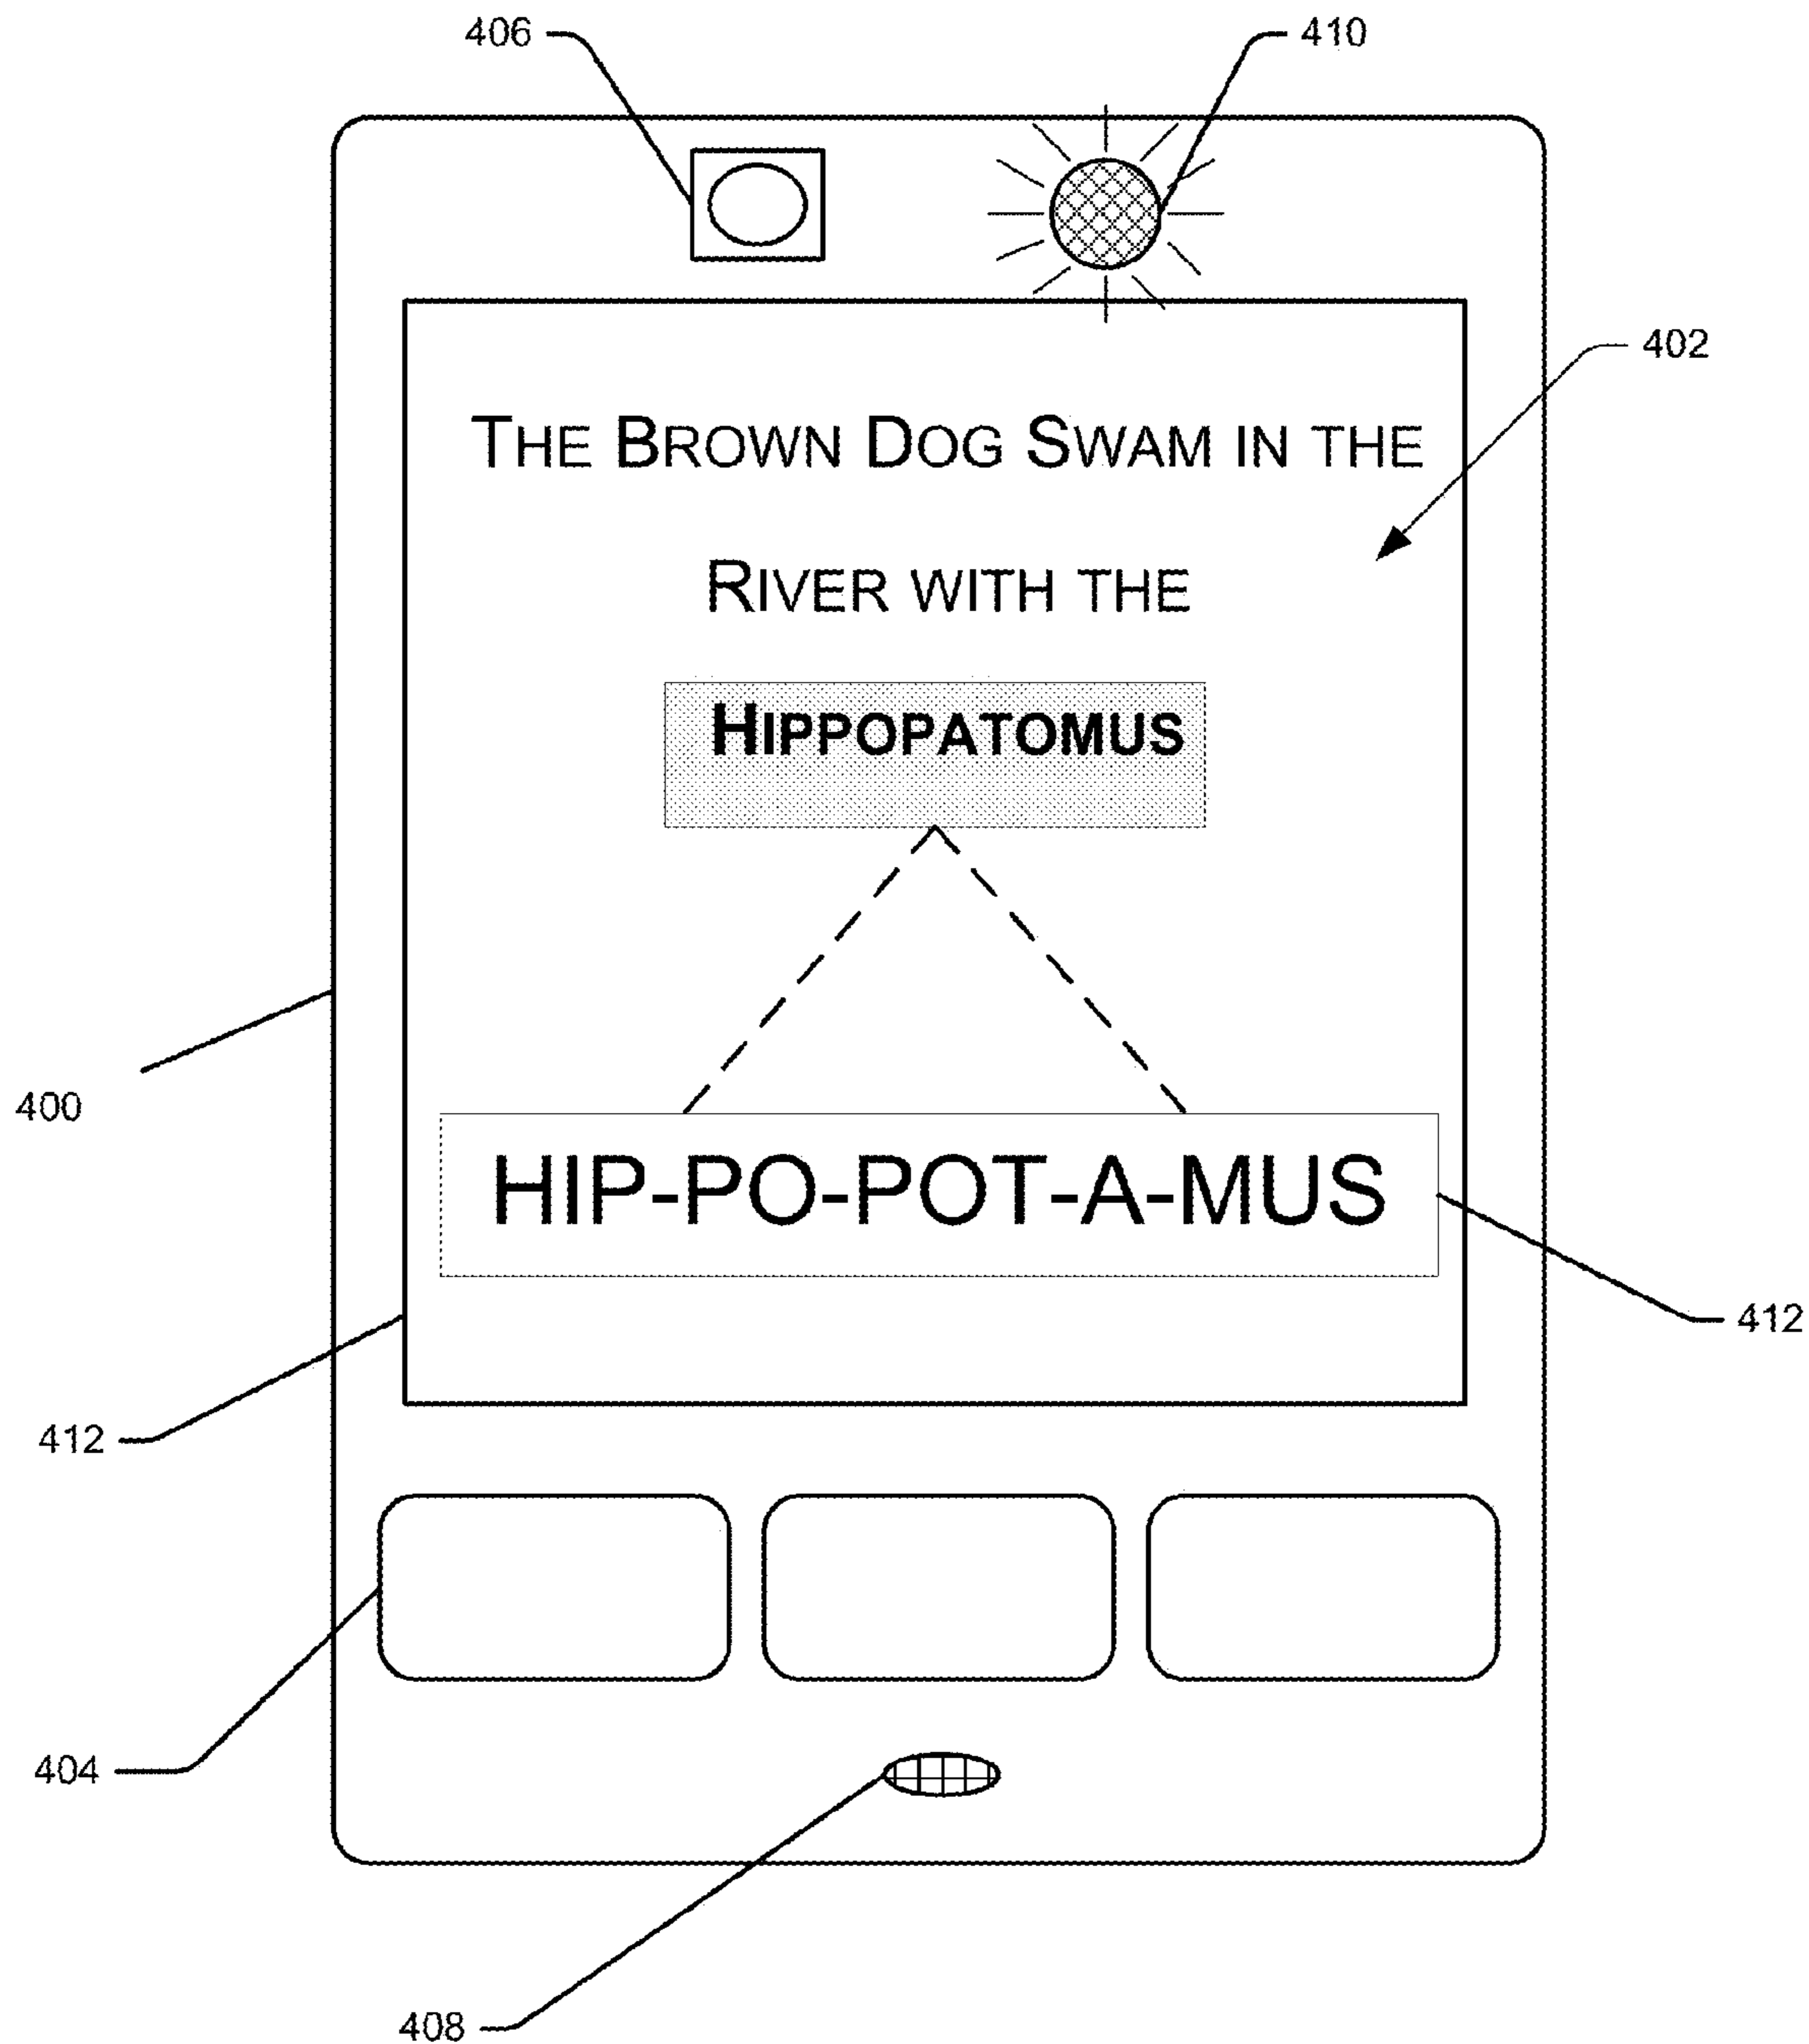 406
410
402
THE BROWN DOG SWAM IN THE
RIVER WITH THE
HIPPOPATOMUS
400
HIP-PO-POT-A-MUS
412
412
404
408